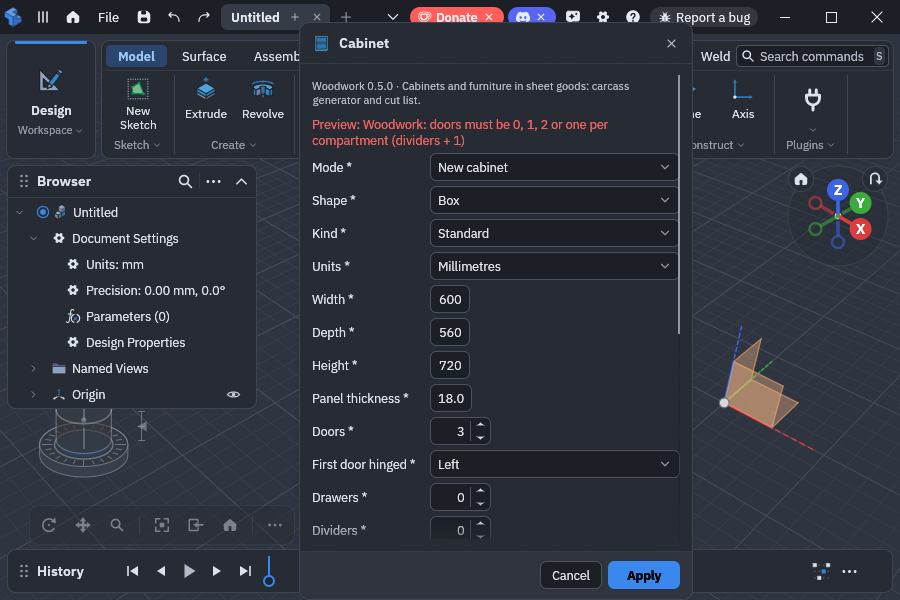 File
Untitled
Donate
Report a bug
Model
Surface
Assemb
Weld
Search commands
S
Design
Workspace
New
Sketch
Extrude
Revolve
Axis
Sketch
Create
onstruct
Plugins
Cabinet
Woodwork 0.5.0 · Cabinets and furniture in sheet goods: carcass
generator and cut list.
Preview: Woodwork: doors must be 0, 1, 2 or one per
compartment (dividers + 1)
Mode *
New cabinet
Shape *
Box
Kind *
Standard
Units *
Millimetres
Width *
600
Depth *
560
Height *
720
Panel thickness *
18.0
Doors *
3
First door hinged *
Left
Drawers *
0
Dividers *
0
Cancel
Apply
Browser
Untitled
Document Settings
Units: mm
Precision: 0.00 mm, 0.0°
Parameters (0)
Design Properties
Named Views
Origin
Z
Y
X
History